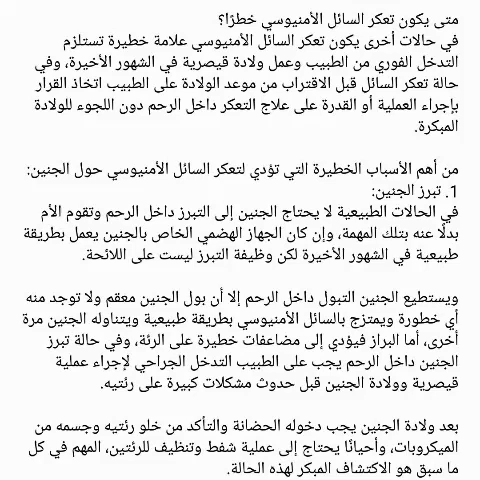 متى يكون تعكر السائل الأمنيوسي خطرًا؟
في حالات أخرى يكون تعكر السائل الأمنيوسي علامة خطيرة تستلزم
التدخل الفوري من الطبيب وعمل ولادة قيصرية في الشهور الأخيرة، وفي
حالة تعكر السائل قبل الاقتراب من موعد الولادة على الطبيب اتخاذ القرار
بإجراء العملية أو القدرة على علاج التعكر داخل الرحم دون اللجوء للولادة
المبكرة.
من أهم الأسباب الخطيرة التي تؤدي لتعكر السائل الأمنيوسي حول الجنين:
1. تبرز الجنين:
في الحالات الطبيعية لا يحتاج الجنين إلى التبرز داخل الرحم وتقوم الأم
بدلًا عنه بتلك المهمة، وإن كان الجهاز الهضمي الخاص بالجنين يعمل بطريقة
طبيعية في الشهور الأخيرة لكن وظيفة التبرز ليست على اللائحة.
ويستطيع الجنين التبول داخل الرحم إلا أن بول الجنين معقم ولا توجد منه
أي خطورة ويمتزج بالسائل الأمنيوسي بطريقة طبيعية ويتناوله الجنين مرة
أخرى، أما البراز فيؤدي إلى مضاعفات خطيرة على الرئة، وفي حالة تبرز
الجنين داخل الرحم يجب على الطبيب التدخل الجراحي لإجراء عملية
قيصرية وولادة الجنين قبل حدوث مشكلات كبيرة على رئتيه.
بعد ولادة الجنين يجب دخوله الحضانة والتأكد من خلو رئتيه وجسمه من
الميكروبات، وأحيانًا يحتاج إلى عملية شفط وتنظيف للرئتين، المهم في كل
ما سبق هو الاكتشاف المبكر لهذه الحالة.